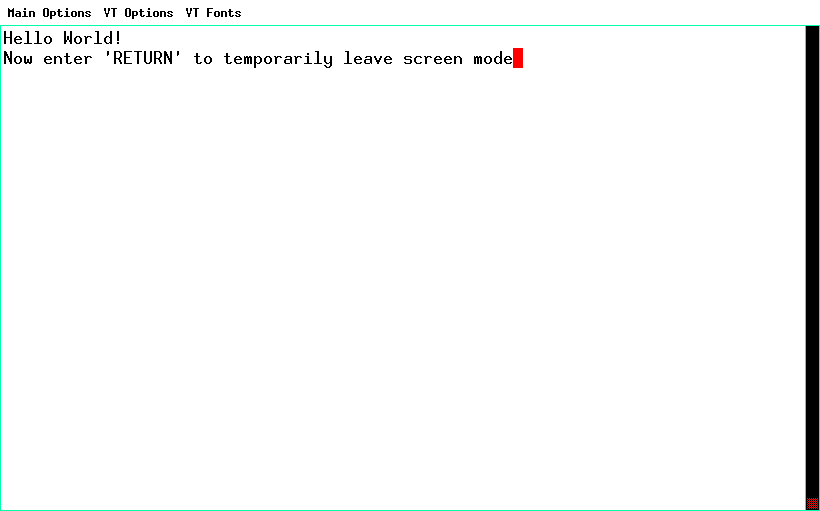 Main Options VT Options VT Fonts
Hello World!
Now enter 'RETURN' to temporarily leave screen mode